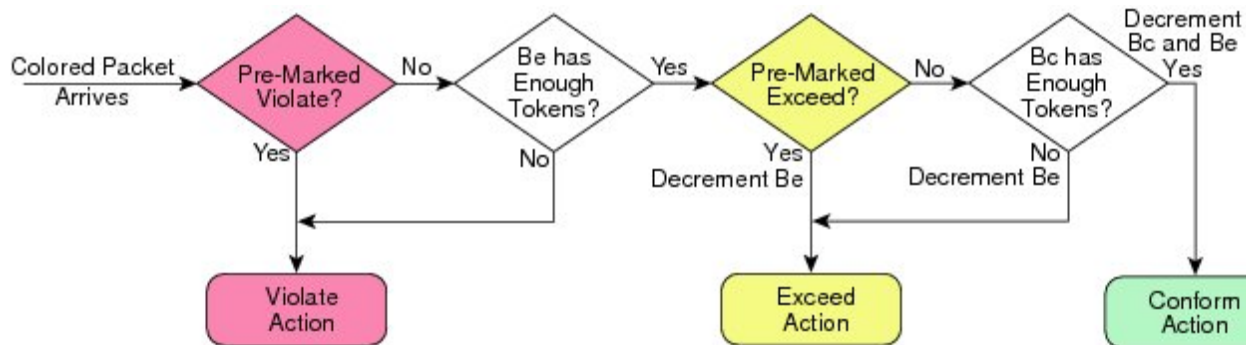 Colored Packet
Arrives
Pre-Marked
Violate?
No
Yes
Be has
Enough
Tokens?
Yes
No
Pre-Marked
Exceed?
No
Yes
Decrement Be
Bc has
Enough
Tokens?
Decrement
Bc and Be
Yes
No
Decrement Be
Violate
Action
Exceed
Action
Conform
Action